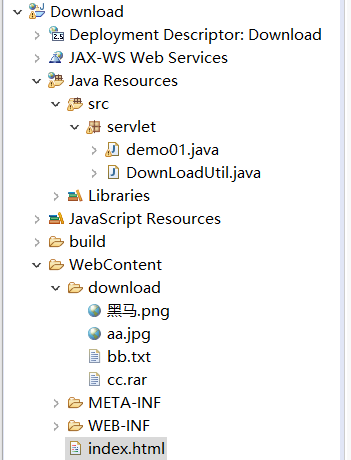 Download
Deployment Descriptor: Download
JAX-WS Web Services
Java Resources
src
servlet
demo01.java
DownLoadUtil.java
Libraries
JavaScript Resources
build
WebContent
download
黑马.png
aa.jpg
bb.txt
cc.rar
META-INF
WEB-INF
index.html